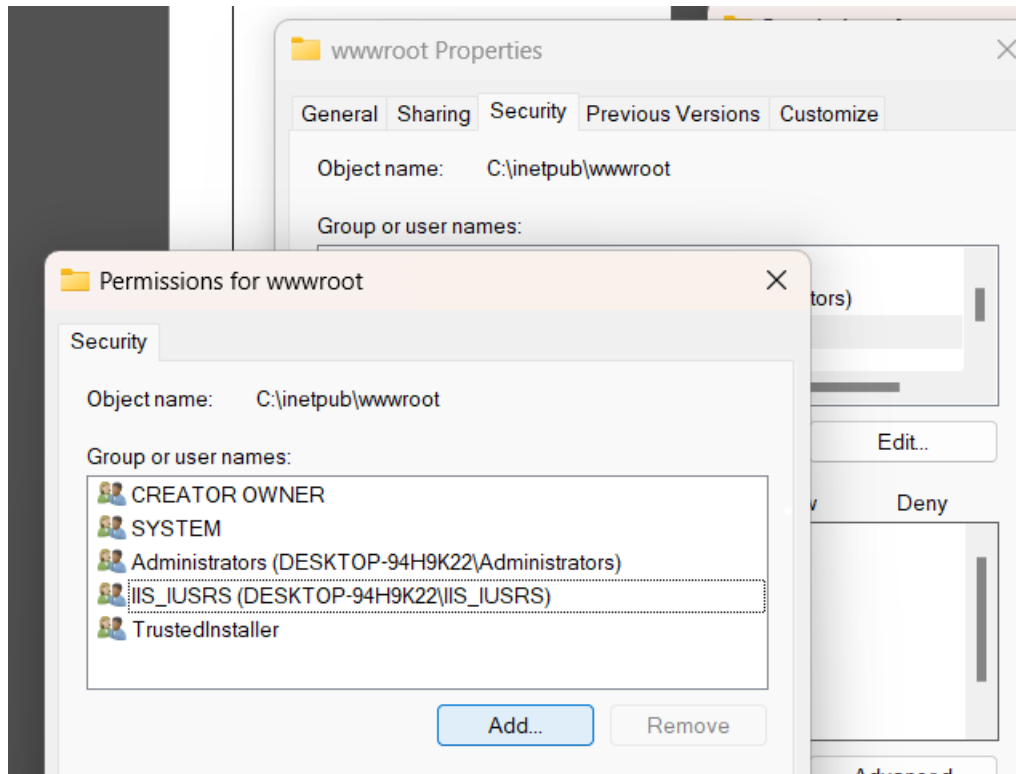 wwwroot Properties
General Sharing Security Previous Versions Customize
Object name: C:\inetpub\wwwroot
Group or user names:
tors)
Edit...
Deny
Permissions for wwwroot
Security
Object name: C:\inetpub\wwwroot
Group or user names:
CREATOR OWNER
SYSTEM
Administrators (DESKTOP-94H9K22\Administrators)
IIS_IUSRS (DESKTOP-94H9K22\IIS_IUSRS)
TrustedInstaller
Add...
Remove